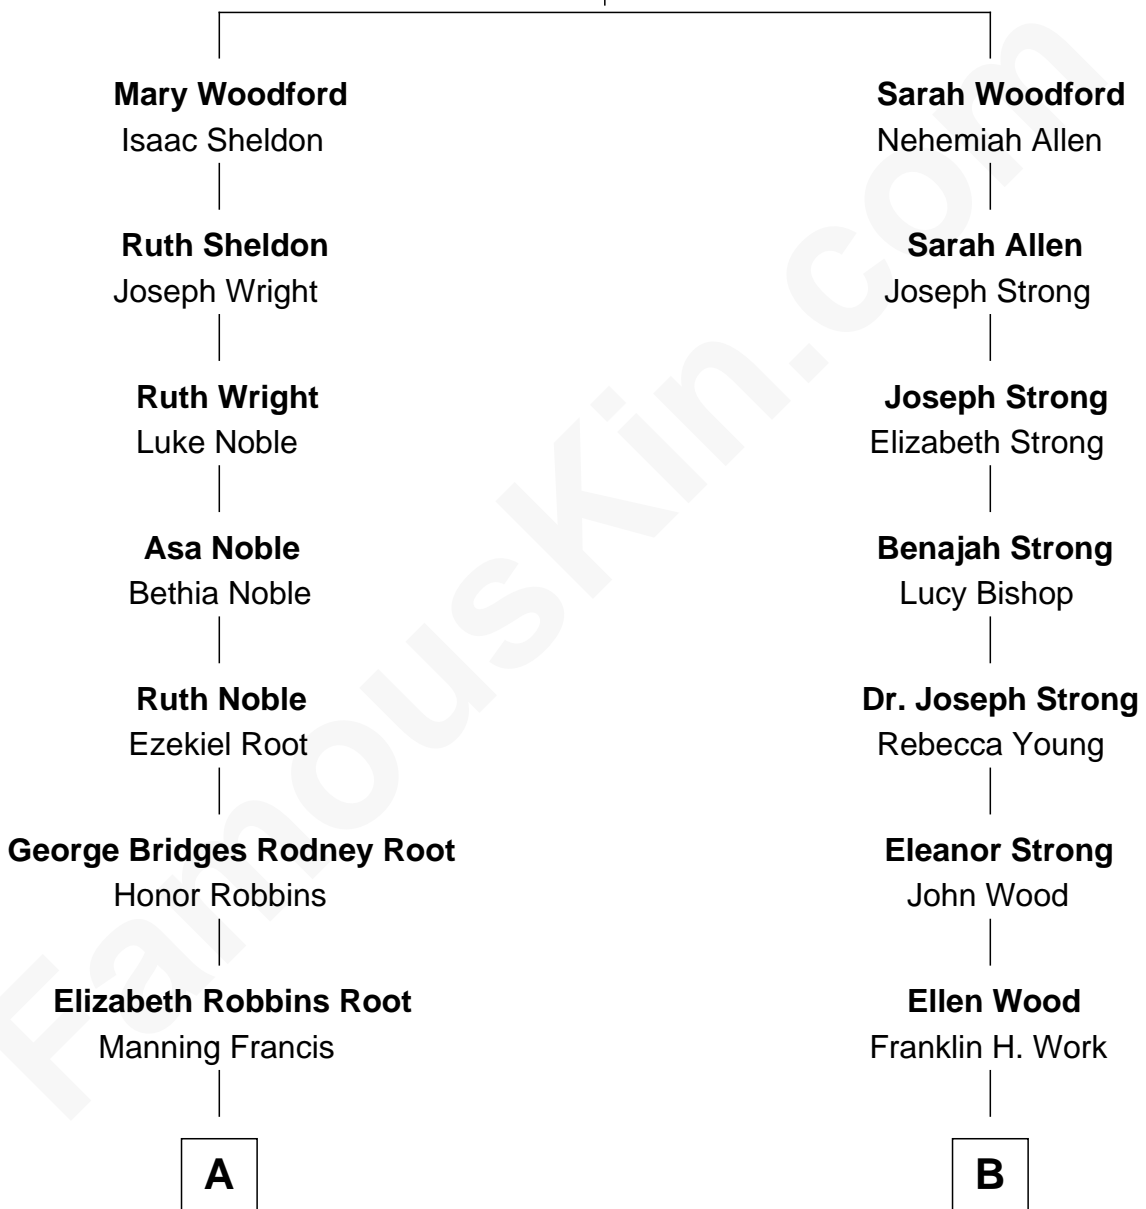 Mary Woodford
Isaac Sheldon
Ruth Sheldon
Joseph Wright
Ruth Wright
Luke Noble
Asa Noble
Bethia Noble
Ruth Noble
Ezekiel Root
George Bridges Rodney Root
Honor Robbins
Elizabeth Robbins Root
Manning Francis
A
Sarah Woodford
Nehemiah Allen
Sarah Allen
Joseph Strong
Joseph Strong
Elizabeth Strong
Benajah Strong
Lucy Bishop
Dr. Joseph Strong
Rebecca Young
Eleanor Strong
John Wood
Ellen Wood
Franklin H. Work
B
FamousKin.com